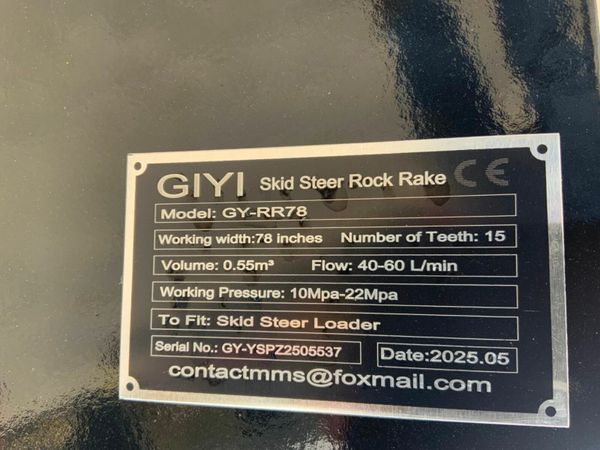 GIYI Skid Steer Rock Rake CE
Model: GY-RR78
Working width:78 inches Number of Teeth: 15
Volume: 0.55m³ Flow: 40-60 L/min
Working Pressure: 10Mpa-22Mpa
To Fit: Skid Steer Loader
Serial No.: GY-YSPZ2505537 Date:2025.05
contactmms@foxmail.com